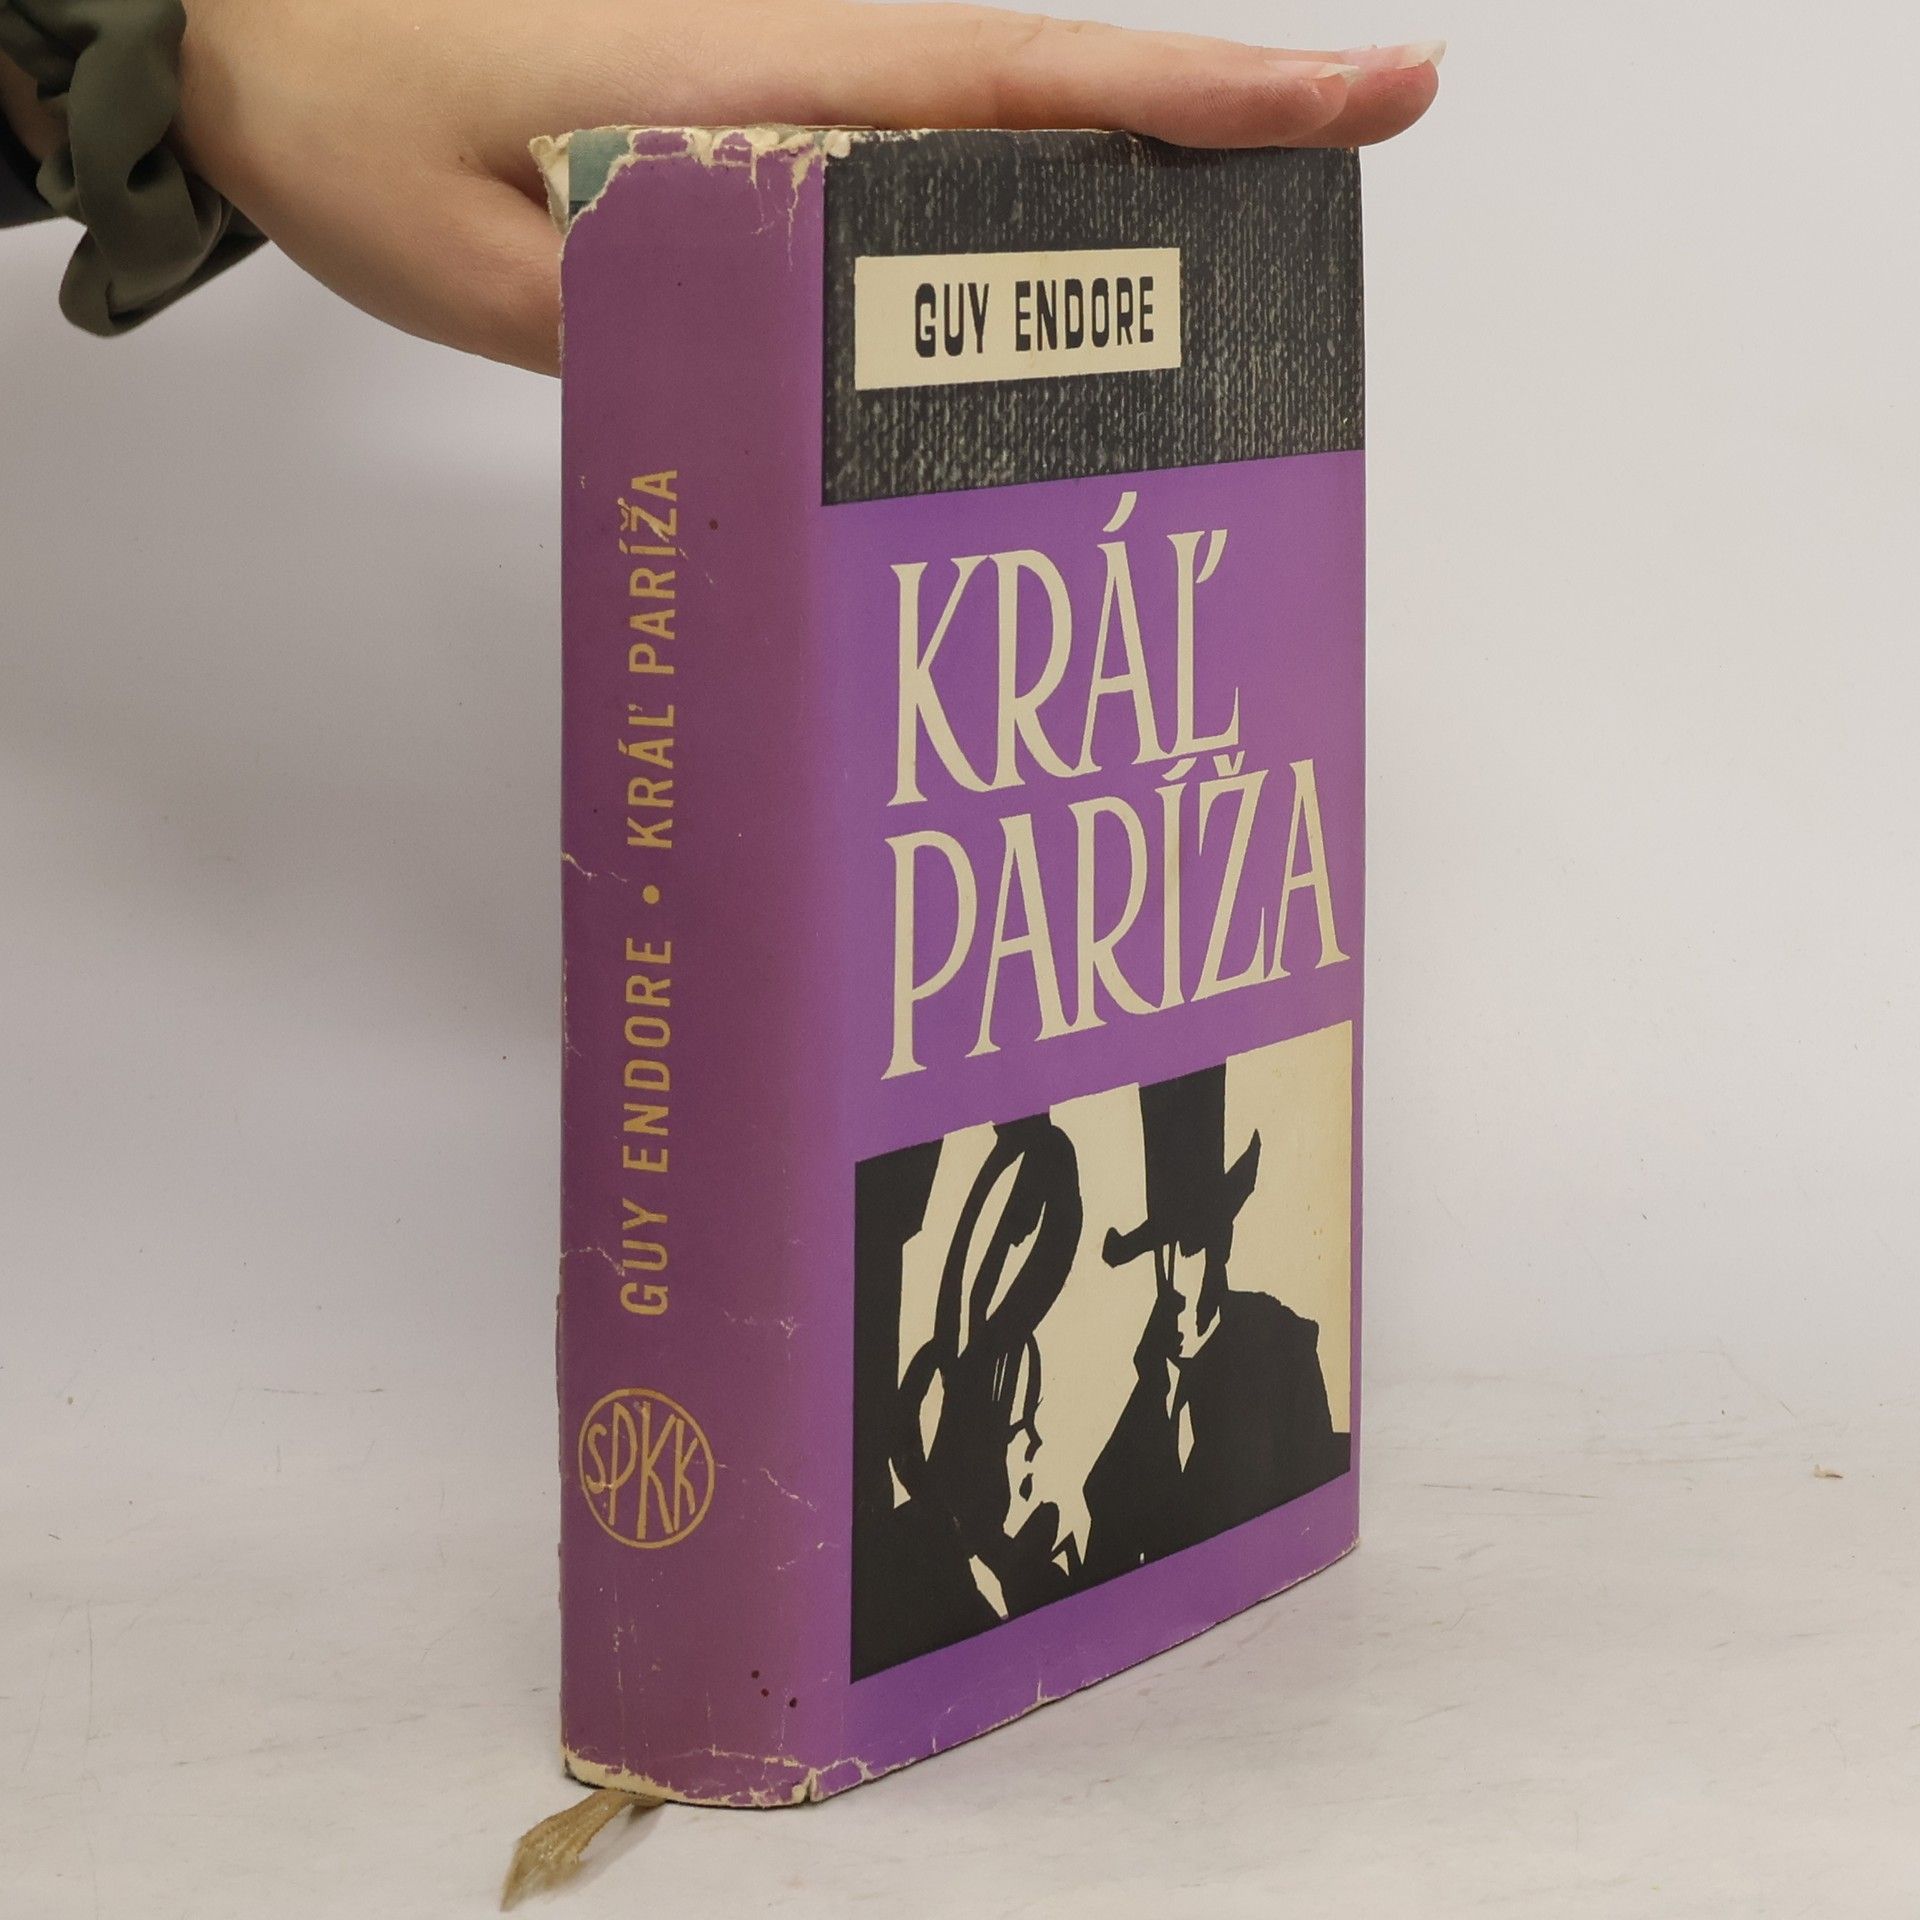 GUY ENDORE • KRÁĽ PARÍŽA
SPKK
GUY ENDORE
KRÁĽ
PARÍŽA